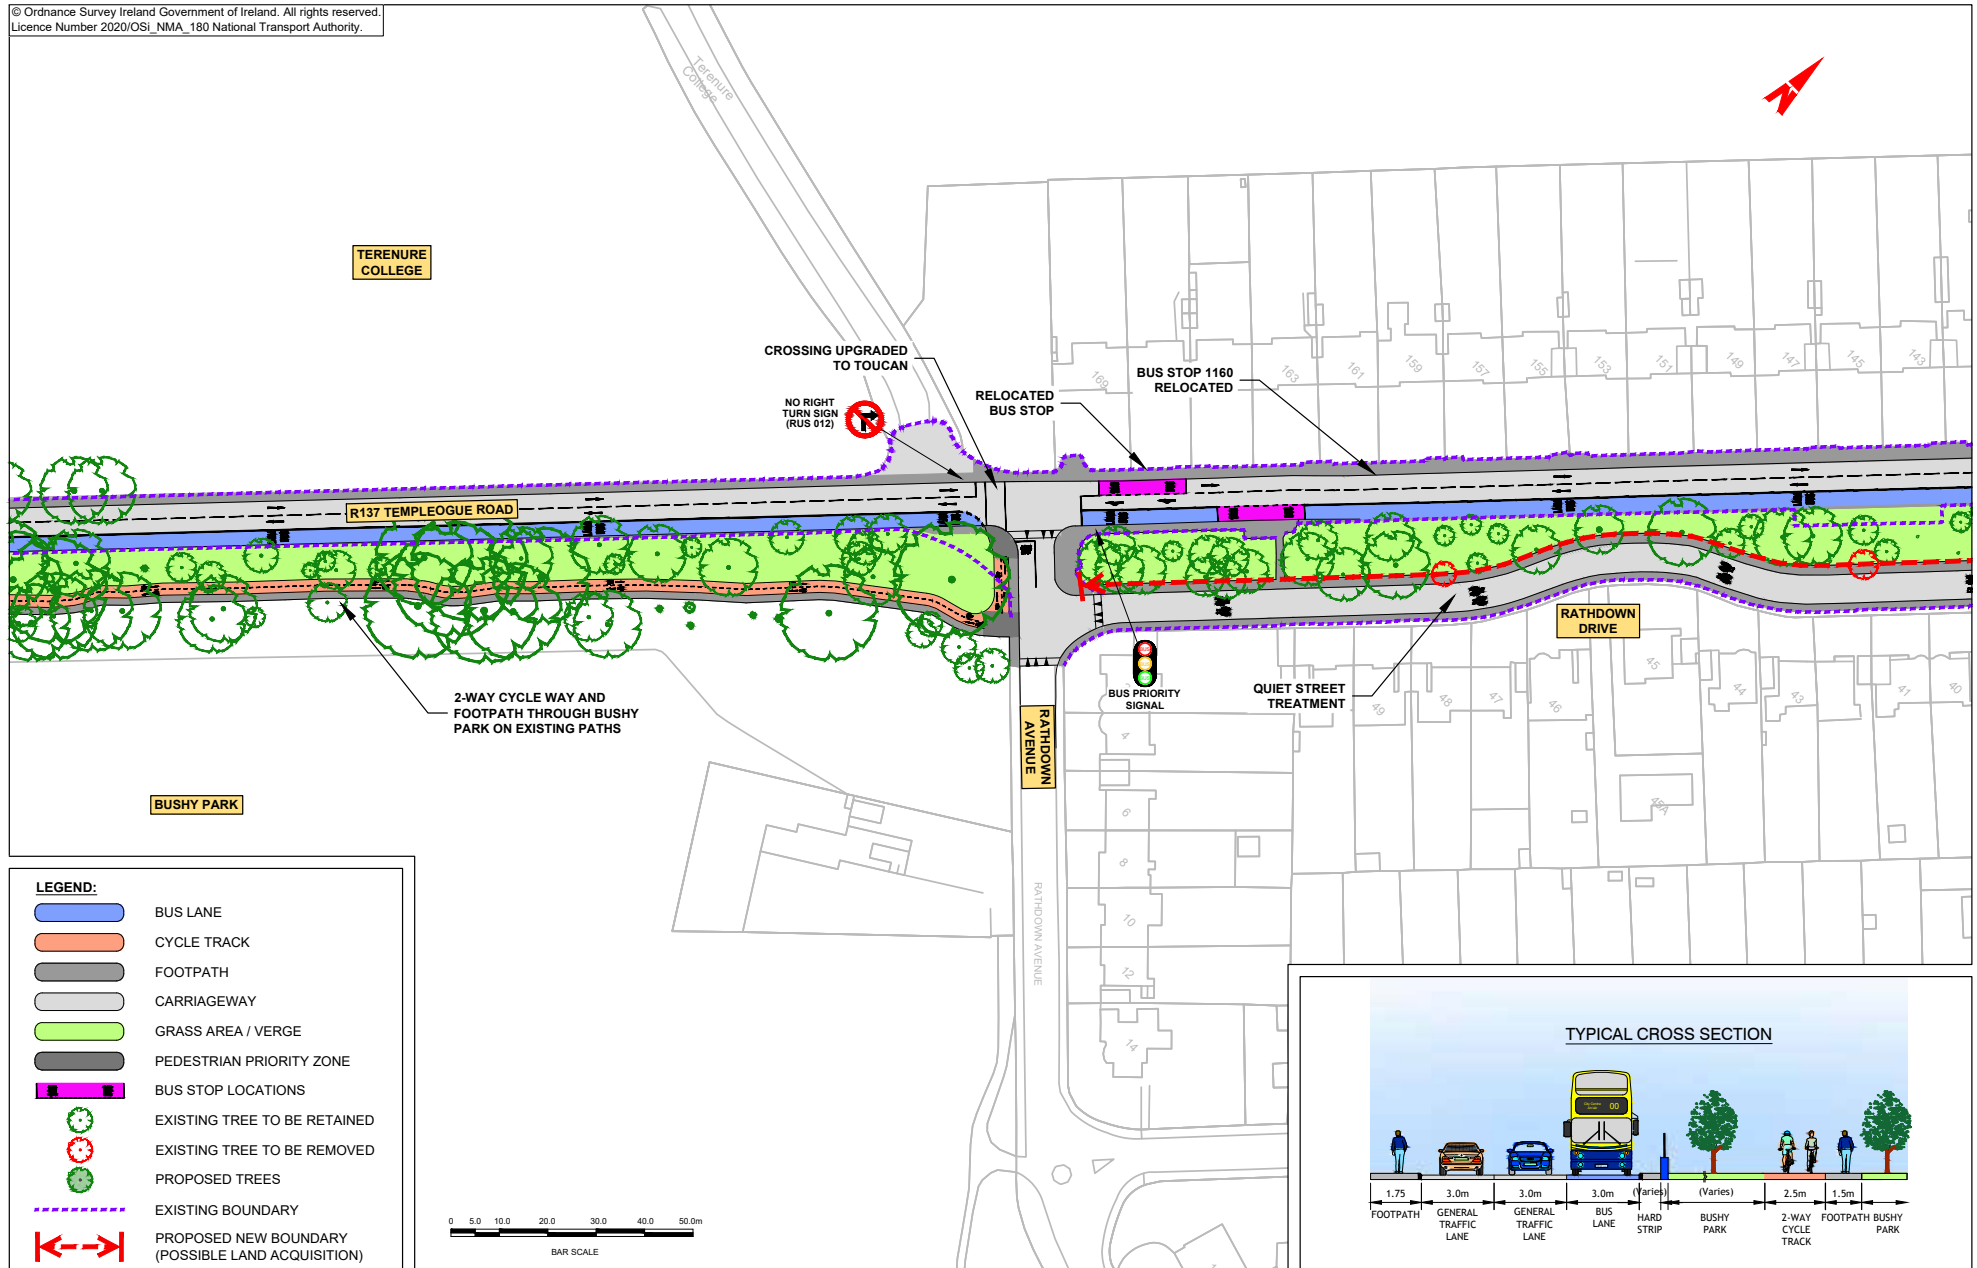 © Ordnance Survey Ireland Government of Ireland. All rights reserved.
Licence Number 2020/OSi_NMA_180 National Transport Authority.
Terenure
College
TERENURE
COLLEGE
CROSSING UPGRADED
TO TOUCAN
NO RIGHT
TURN SIGN
(RUS 012)
RELOCATED
BUS STOP
BUS STOP 1160
RELOCATED
169
163
161
159
157
155
153
151
149
147
145
143
R137 TEMPLEOGUE ROAD
RATHDOWN
DRIVE
2-WAY CYCLE WAY AND
FOOTPATH THROUGH BUSHY
PARK ON EXISTING PATHS
BUS PRIORITY
SIGNAL
QUIET STREET
TREATMENT
RATHDOWN
AVENUE
BUSHY PARK
49
48
47
46
45
44
43
41
40
45A
4
6
8
10
12
14
RATHDOWN AVENUE
LEGEND:
BUS LANE
CYCLE TRACK
FOOTPATH
CARRIAGEWAY
GRASS AREA / VERGE
PEDESTRIAN PRIORITY ZONE
BUS STOP LOCATIONS
EXISTING TREE TO BE RETAINED
EXISTING TREE TO BE REMOVED
PROPOSED TREES
EXISTING BOUNDARY
PROPOSED NEW BOUNDARY
(POSSIBLE LAND ACQUISITION)
0 5.0 10.0 20.0 30.0 40.0 50.0m
BAR SCALE
TYPICAL CROSS SECTION
00
1.75 3.0m 3.0m 3.0m (Varies) (Varies) 2.5m 1.5m
FOOTPATH
GENERAL
TRAFFIC
LANE
GENERAL
TRAFFIC
LANE
BUS
LANE
HARD
STRIP
BUSHY
PARK
2-WAY
CYCLE
TRACK
FOOTPATH
BUSHY
PARK